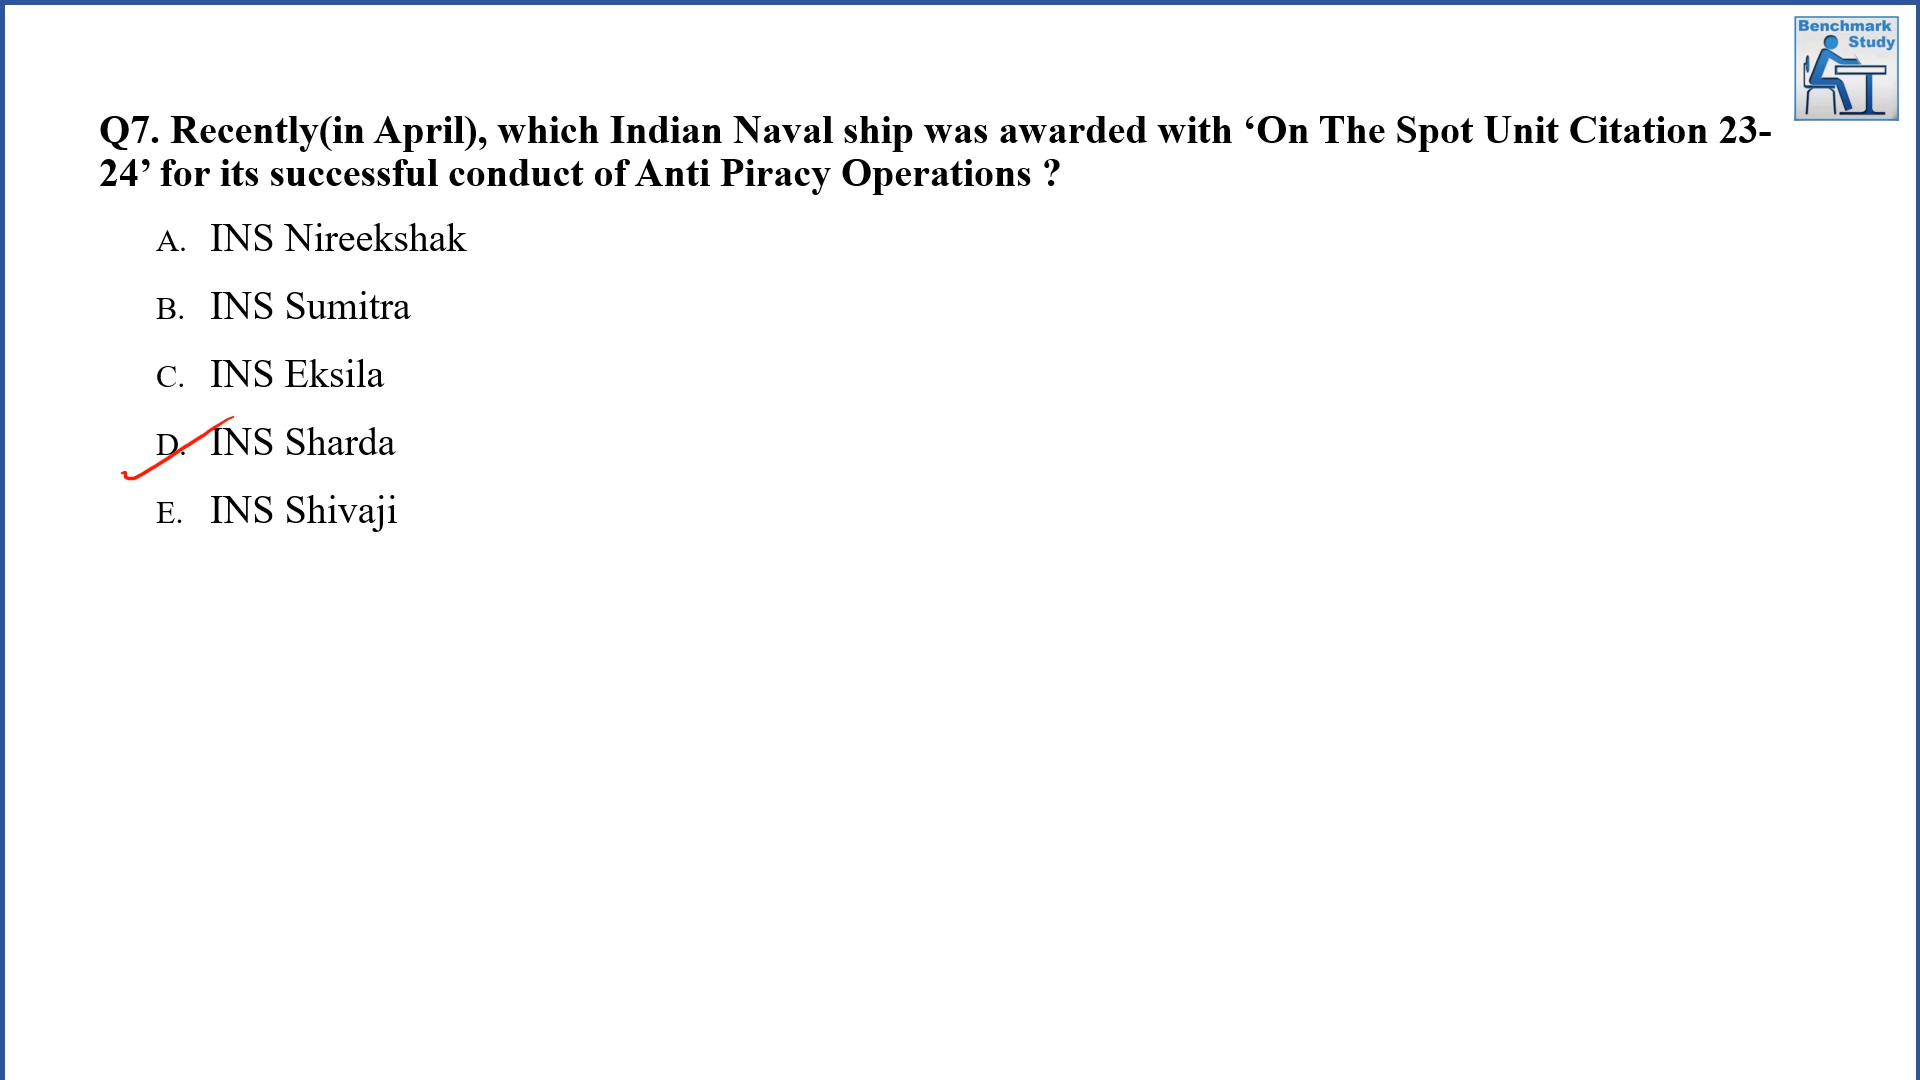 Benchmark
Study
Q7. Recently(in April), which Indian Naval ship was awarded with ‘On The Spot Unit Citation 23-
24’ for its successful conduct of Anti Piracy Operations ?
A. INS Nireekshak
B. INS Sumitra
C. INS Eksila
D. INS Sharda
E. INS Shivaji